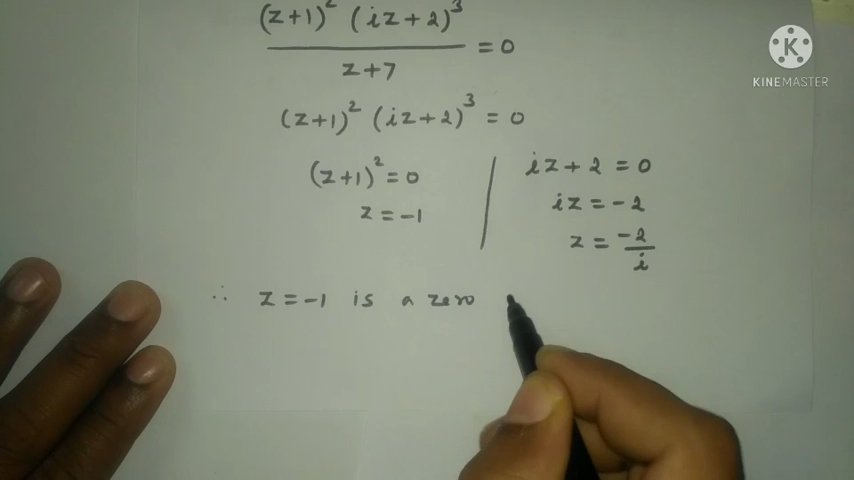 (z+1)² (iz+2)³
───────── = 0
z+7
(z+1)² (iz+2)³ = 0
(z+1)² = 0
z = -1
iz + 2 = 0
iz = -2
z = -2/i
∴ z = -1 is a zero
K
KINEMASTER